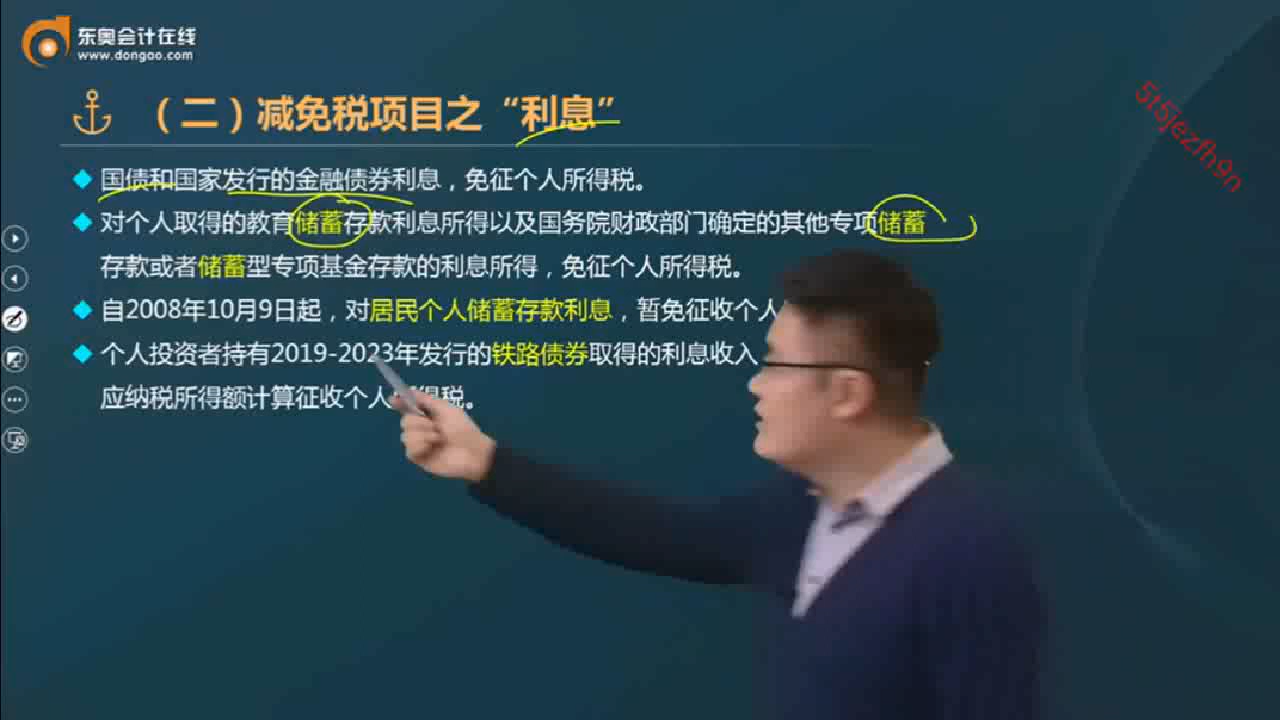 东奥会计在线
www.dongao.com
5t5jezfh9n
（二）减免税项目之“利息”
国债和国家发行的金融债券利息，免征个人所得税。
对个人取得的教育储蓄存款利息所得以及国务院财政部门确定的其他专项储蓄
存款或者储蓄型专项基金存款的利息所得，免征个人所得税。
自2008年10月9日起，对居民个人储蓄存款利息，暂免征收个人
个人投资者持有2019-2023年发行的铁路债券取得的利息收入
应纳税所得额计算征收个人所得税。